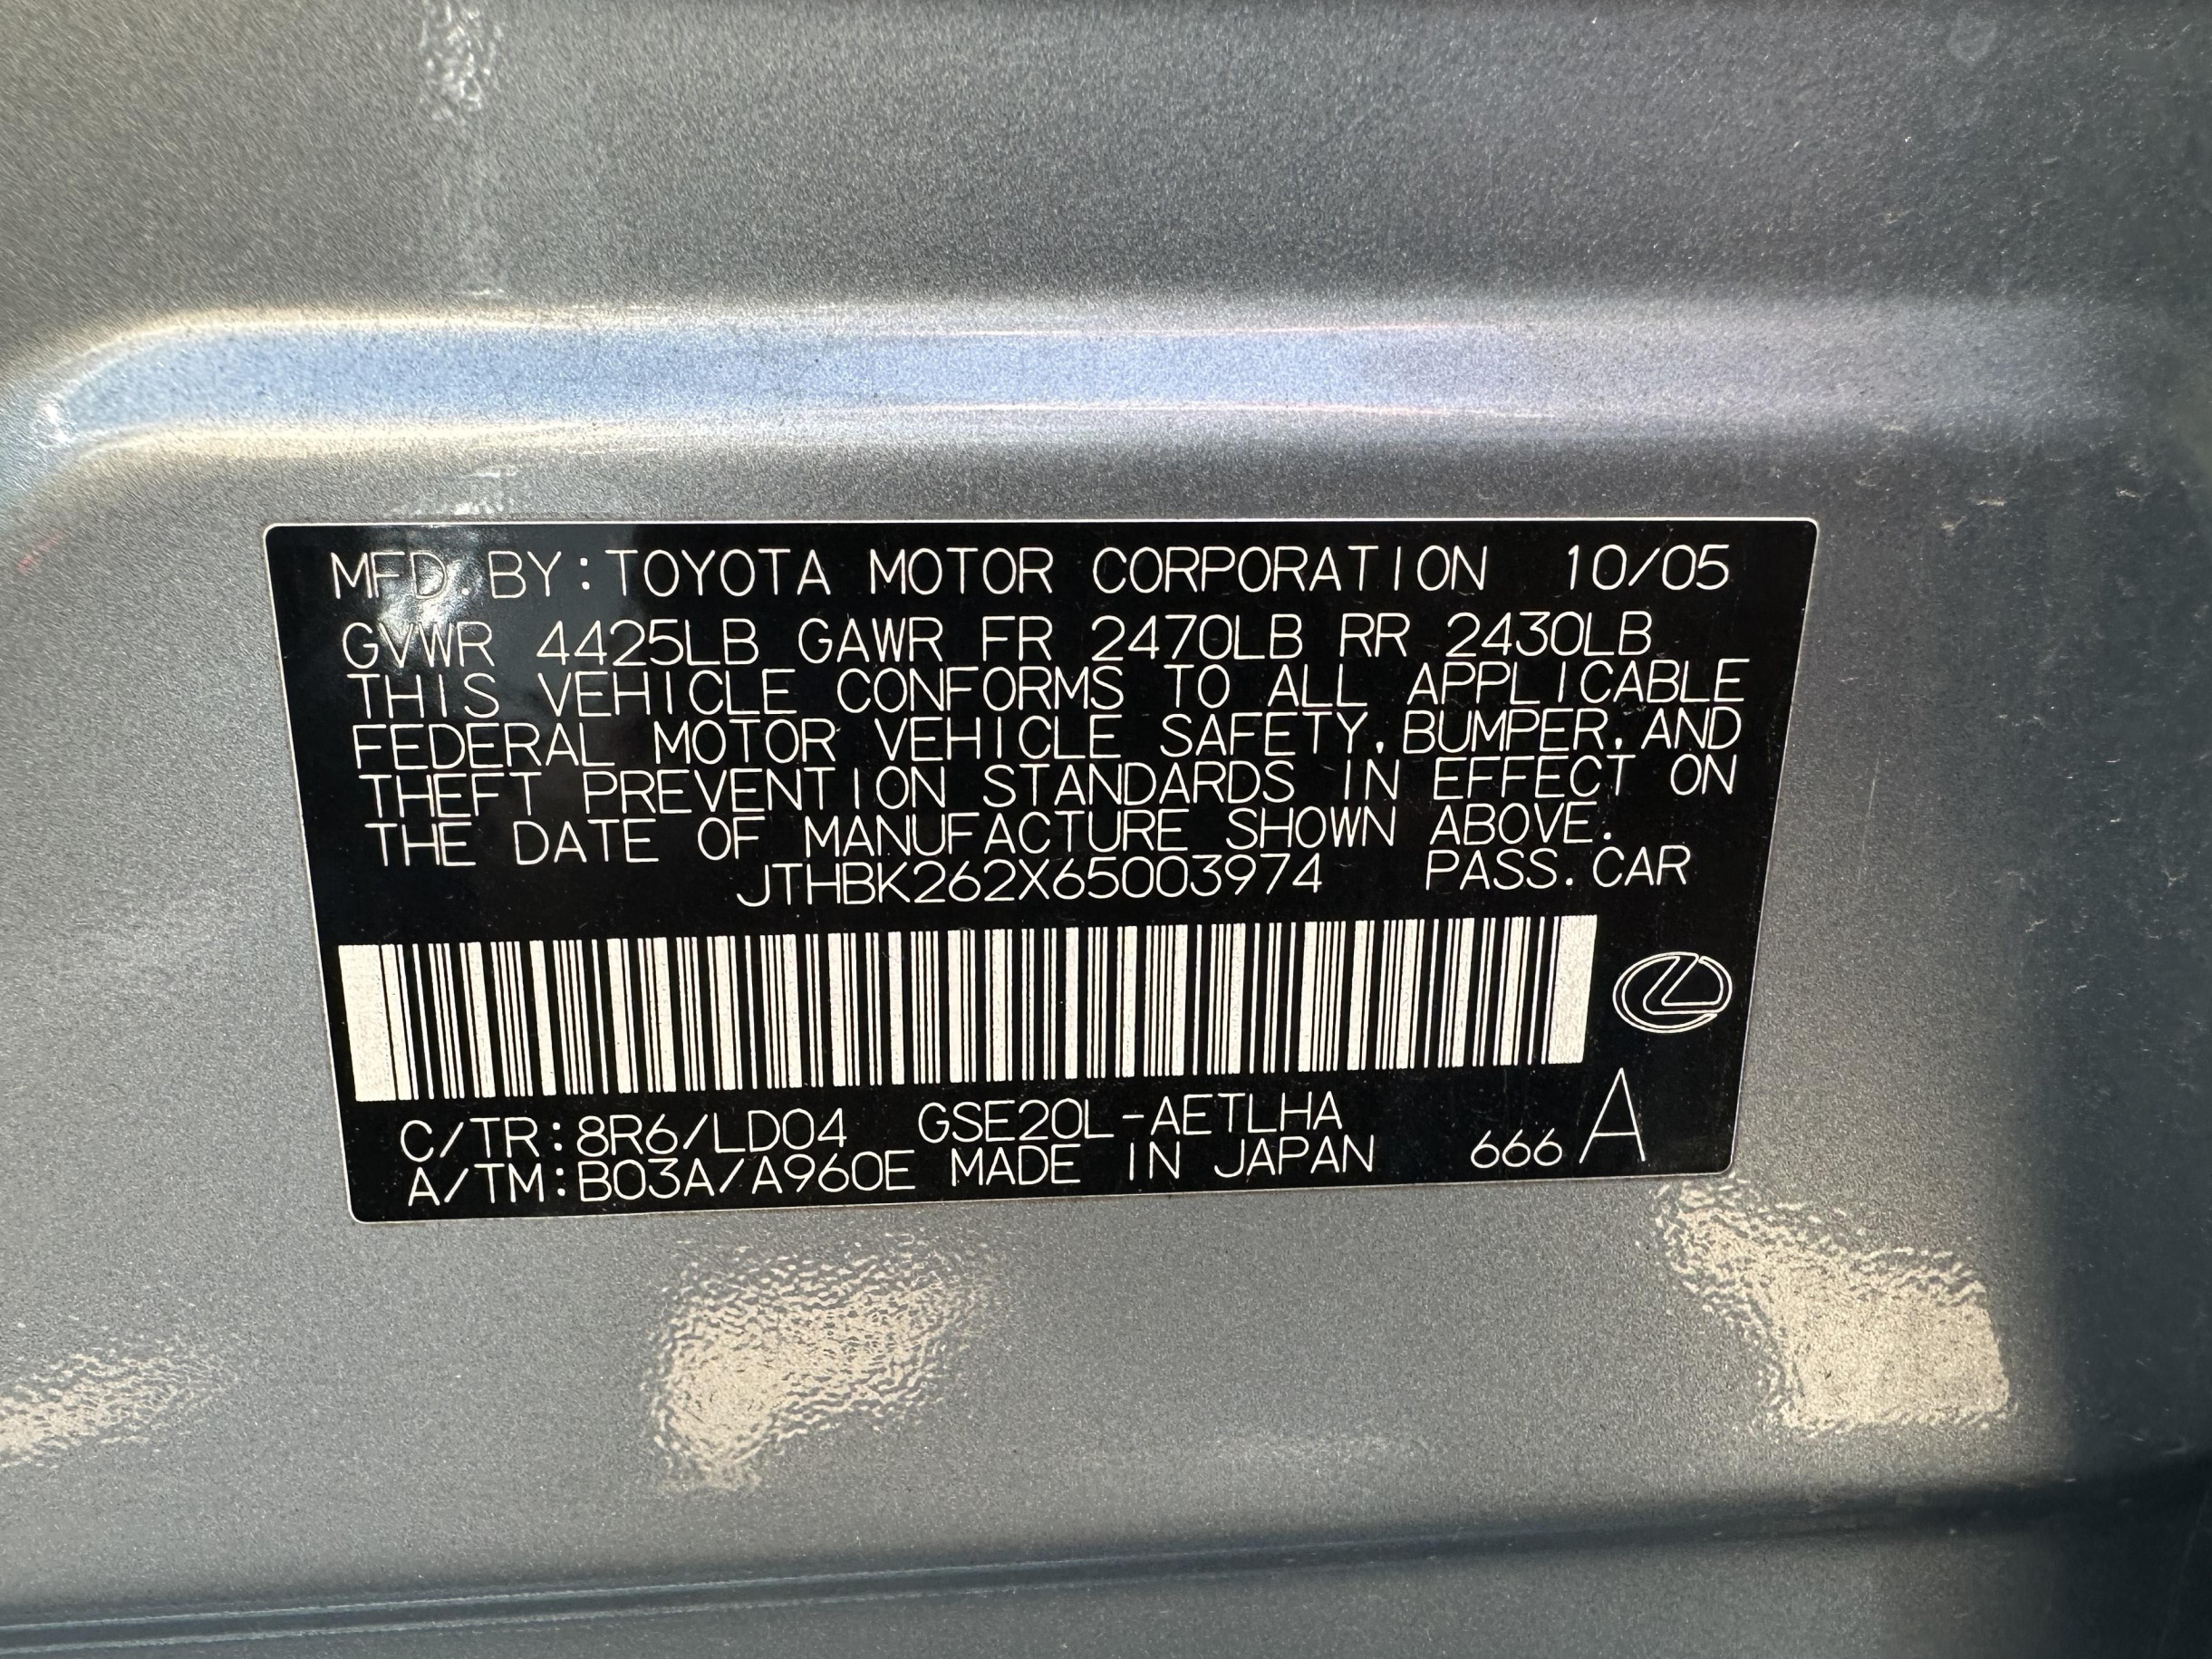 MFD. BY: TOYOTA MOTOR CORPORATION 10/05
GVWR 4425LB GAWR FR 2470LB RR 2430LB
THIS VEHICLE CONFORMS TO ALL APPLICABLE
FEDERAL MOTOR VEHICLE SAFETY, BUMPER, AND
THEFT PREVENTION STANDARDS IN EFFECT ON
THE DATE OF MANUFACTURE SHOWN ABOVE.
JTHBK262X65003974 PASS. CAR
C/TR: 8R6/LD04 GSE20L-AETLHA
A/TM: B03A/A960E MADE IN JAPAN 666 A